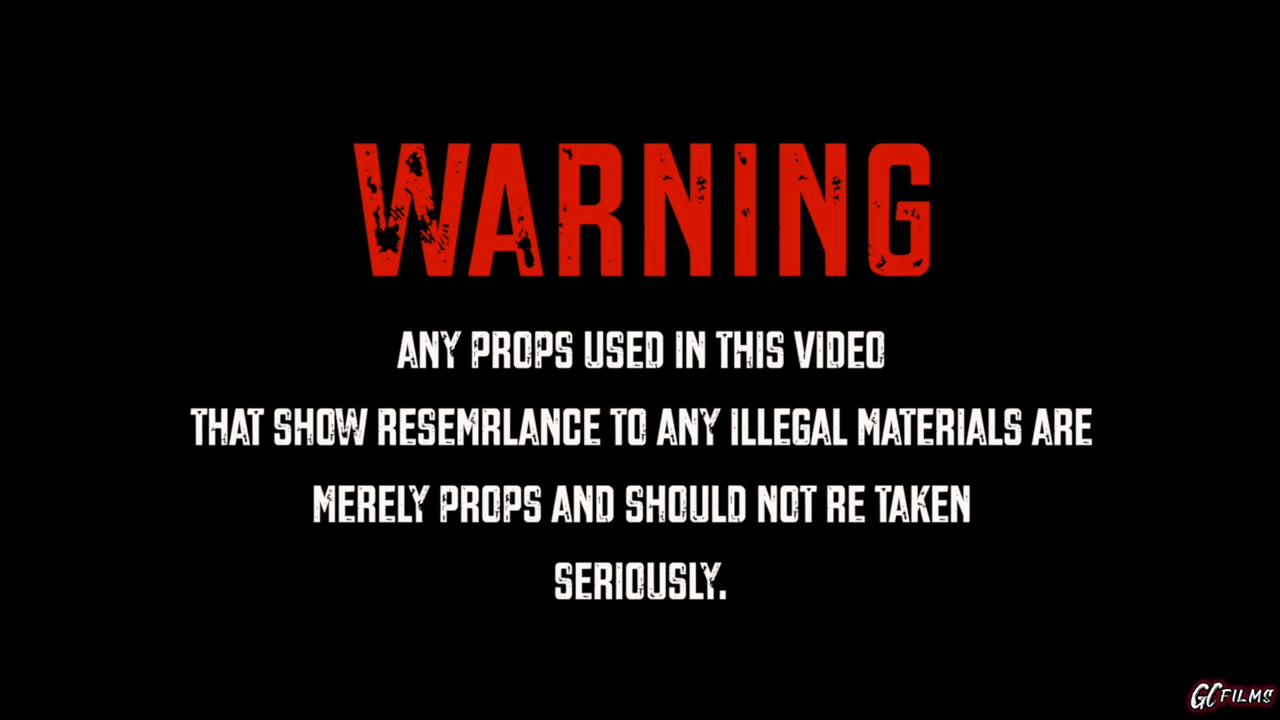 WARNING
ANY PROPS USED IN THIS VIDEO
THAT SHOW RESEMRLANCE TO ANY ILLEGAL MATERIALS ARE
MERELY PROPS AND SHOULD NOT RE TAKEN
SERIOUSLY.
GC FILMS